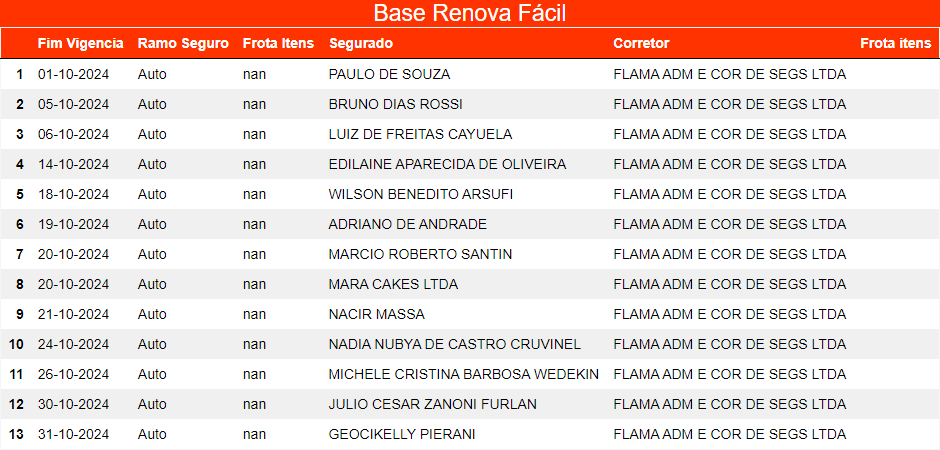 Base Renova Fácil
Fim Vigencia Ramo Seguro Frota Itens Segurado Corretor Frota itens
1 01-10-2024 Auto nan PAULO DE SOUZA FLAMA ADM E COR DE SEGS LTDA
2 05-10-2024 Auto nan BRUNO DIAS ROSSI FLAMA ADM E COR DE SEGS LTDA
3 06-10-2024 Auto nan LUIZ DE FREITAS CAYUELA FLAMA ADM E COR DE SEGS LTDA
4 14-10-2024 Auto nan EDILAINE APARECIDA DE OLIVEIRA FLAMA ADM E COR DE SEGS LTDA
5 18-10-2024 Auto nan WILSON BENEDITO ARSUFI FLAMA ADM E COR DE SEGS LTDA
6 19-10-2024 Auto nan ADRIANO DE ANDRADE FLAMA ADM E COR DE SEGS LTDA
7 20-10-2024 Auto nan MARCIO ROBERTO SANTIN FLAMA ADM E COR DE SEGS LTDA
8 20-10-2024 Auto nan MARA CAKES LTDA FLAMA ADM E COR DE SEGS LTDA
9 21-10-2024 Auto nan NACIR MASSA FLAMA ADM E COR DE SEGS LTDA
10 24-10-2024 Auto nan NADIA NUBYA DE CASTRO CRUVINEL FLAMA ADM E COR DE SEGS LTDA
11 26-10-2024 Auto nan MICHELE CRISTINA BARBOSA WEDEKIN FLAMA ADM E COR DE SEGS LTDA
12 30-10-2024 Auto nan JULIO CESAR ZANONI FURLAN FLAMA ADM E COR DE SEGS LTDA
13 31-10-2024 Auto nan GEOCIKELLY PIERANI FLAMA ADM E COR DE SEGS LTDA